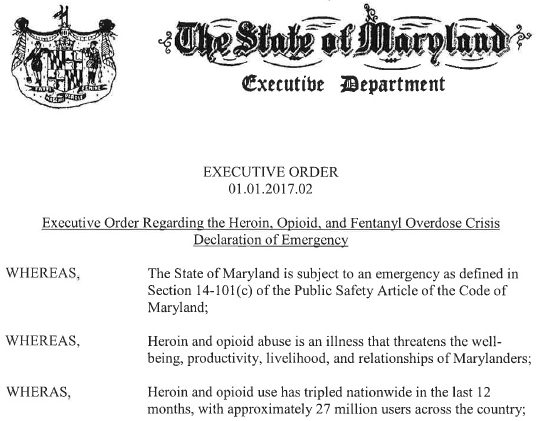 The State of Maryland
Executive Department
EXECUTIVE ORDER
01.01.2017.02
Executive Order Regarding the Heroin, Opioid, and Fentanyl Overdose Crisis
Declaration of Emergency
WHEREAS, The State of Maryland is subject to an emergency as defined in
Section 14-101(c) of the Public Safety Article of the Code of
Maryland;
WHEREAS, Heroin and opioid abuse is an illness that threatens the well-
being, productivity, livelihood, and relationships of Marylanders;
WHERAS, Heroin and opioid use has tripled nationwide in the last 12
months, with approximately 27 million users across the country;